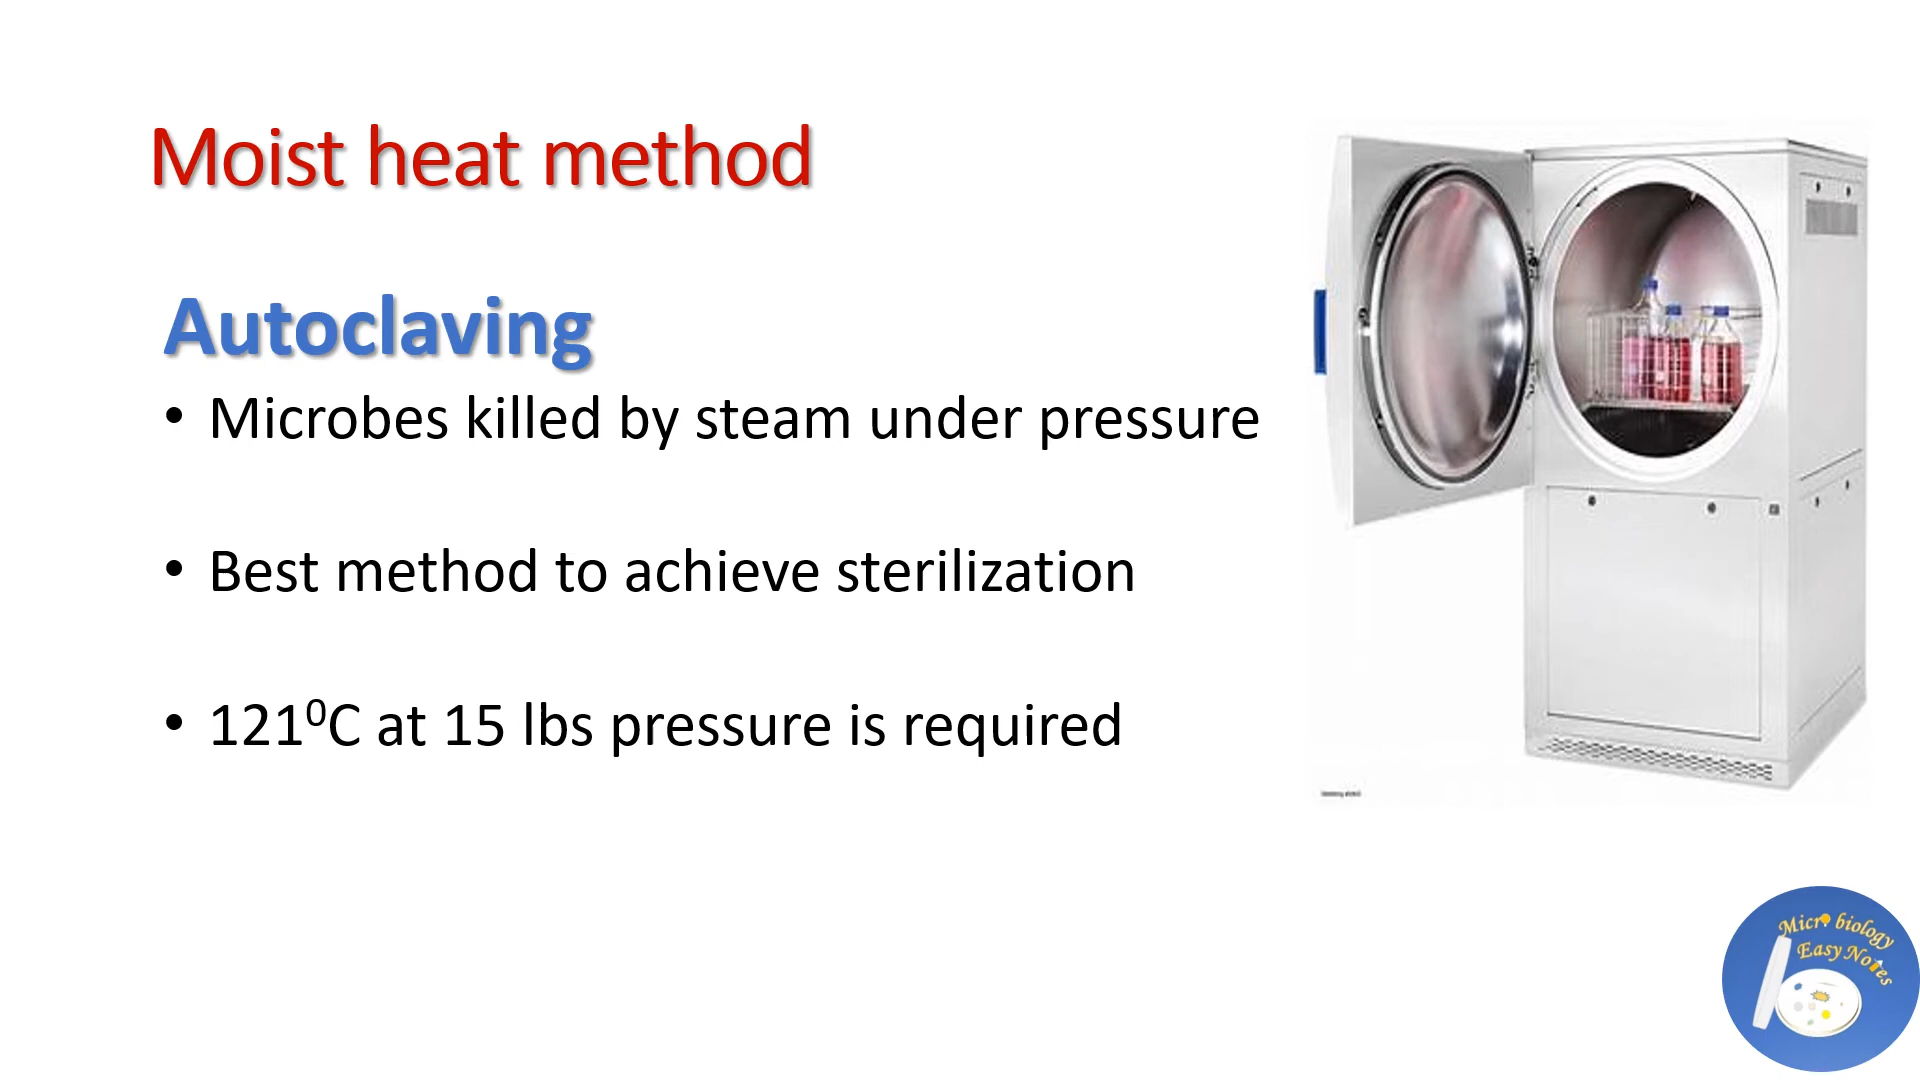 Moist heat method
Autoclaving
• Microbes killed by steam under pressure
• Best method to achieve sterilization
• 121⁰C at 15 lbs pressure is required
Micro biology
Easy Notes